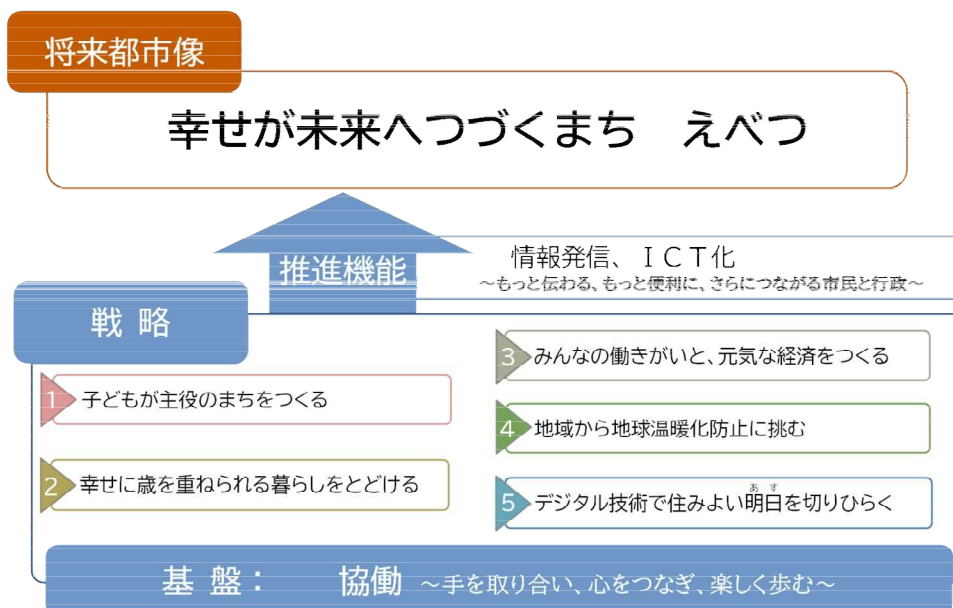 将来都市像
幸せが未来へつづくまち　えべつ
推進機能
情報発信、ＩＣＴ化
～もっと伝わる、もっと便利に、さらにつながる市民と行政～
戦 略
1 子どもが主役のまちをつくる
2 幸せに歳を重ねられる暮らしをとどける
3 みんなの働きがいと、元気な経済をつくる
4 地域から地球温暖化防止に挑む
あ す
5 デジタル技術で住みよい明日を切りひらく
基 盤：　協働 ～手を取り合い、心をつなぎ、楽しく歩む～